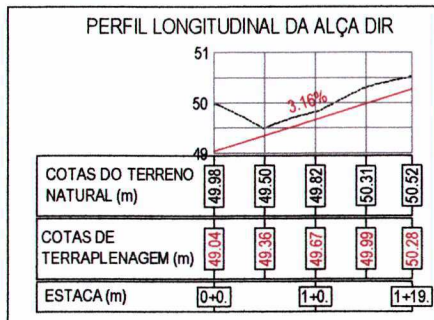 PERFIL LONGITUDINAL DA ALÇA DIR
51
50
49
3.16%
COTAS DO TERRENO
NATURAL (m)
49.98 49.50 49.82 50.31 50.52
COTAS DE
TERRAPLENAGEM (m)
49.04 49.36 49.67 49.99 50.28
ESTACA (m) 0+0. 1+0. 1+19.